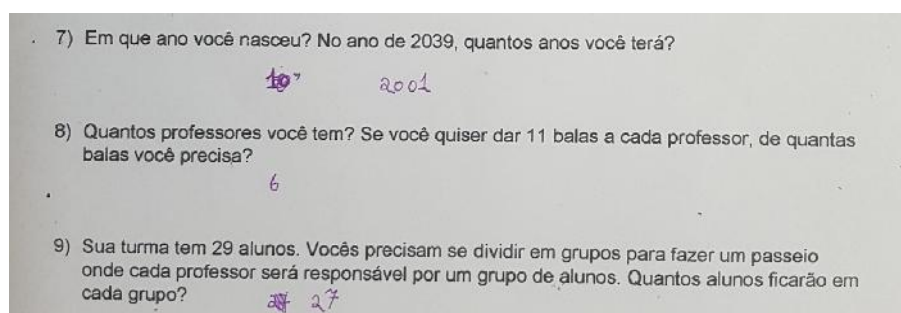 7) Em que ano você nasceu? No ano de 2039, quantos anos você terá?
2001
8) Quantos professores você tem? Se você quiser dar 11 balas a cada professor, de quantas
balas você precisa?
6
9) Sua turma tem 29 alunos. Vocês precisam se dividir em grupos para fazer um passeio
onde cada professor será responsável por um grupo de alunos. Quantos alunos ficarão em
cada grupo?
27